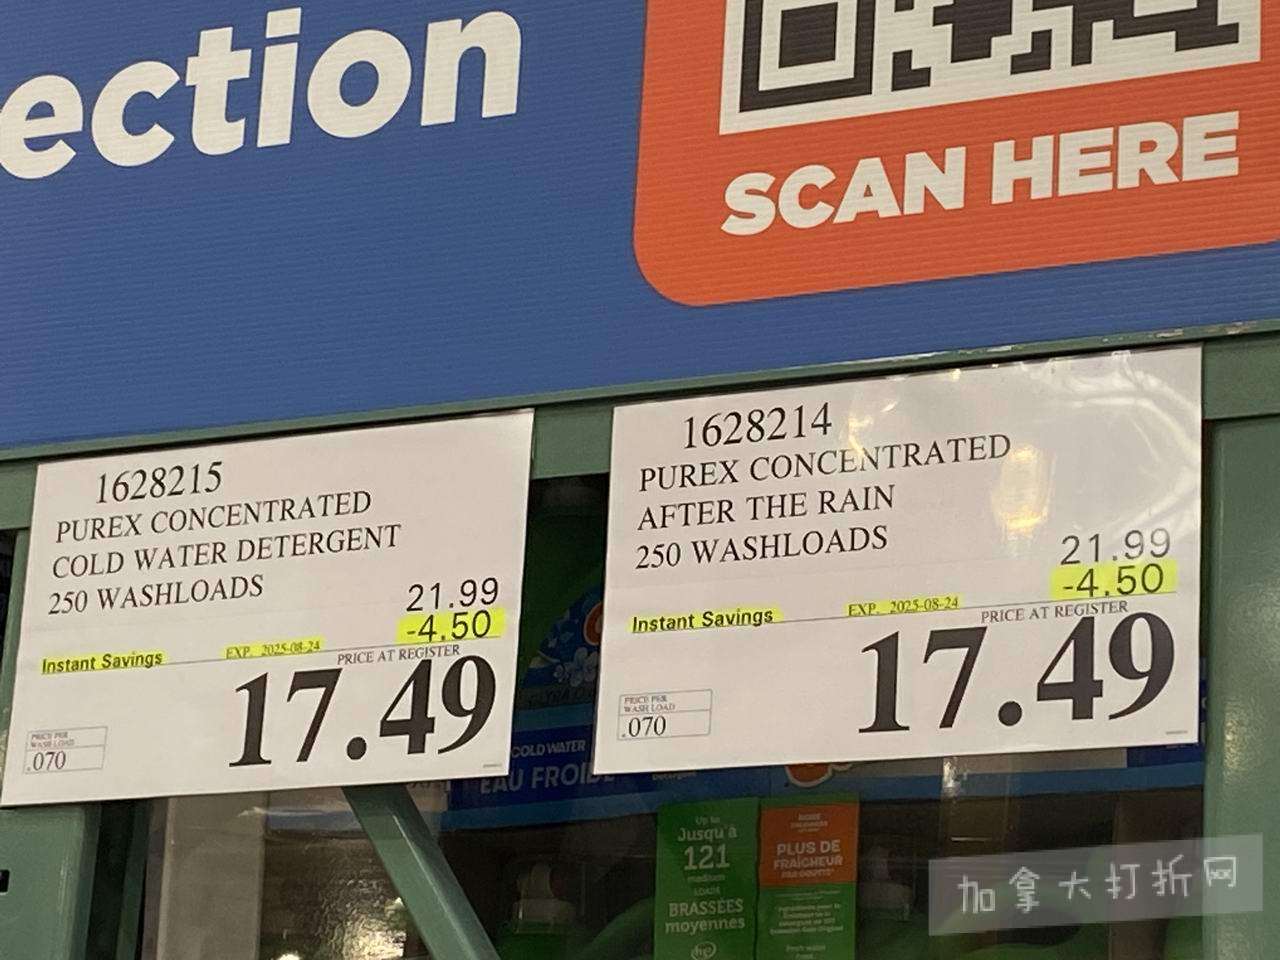 ection
SCAN HERE
1628215
PUREX CONCENTRATED
COLD WATER DETERGENT
250 WASHLOADS
21.99
-4.50
Instant Savings
EXP. 2025-08-24
PRICE AT REGISTER
17.49
PRICE PER
WASH LOAD
.070
1628214
PUREX CONCENTRATED
AFTER THE RAIN
250 WASHLOADS
21.99
-4.50
Instant Savings
EXP. 2025-08-24
PRICE AT REGISTER
17.49
PRICE PER
WASH LOAD
.070
COLD WATER
EAU FROIDE
Up to
Jusqu'à
121
medium
LOADS
BRASSÉES
moyennes
PLUS DE
FRAÎCHEUR
加拿大打折网